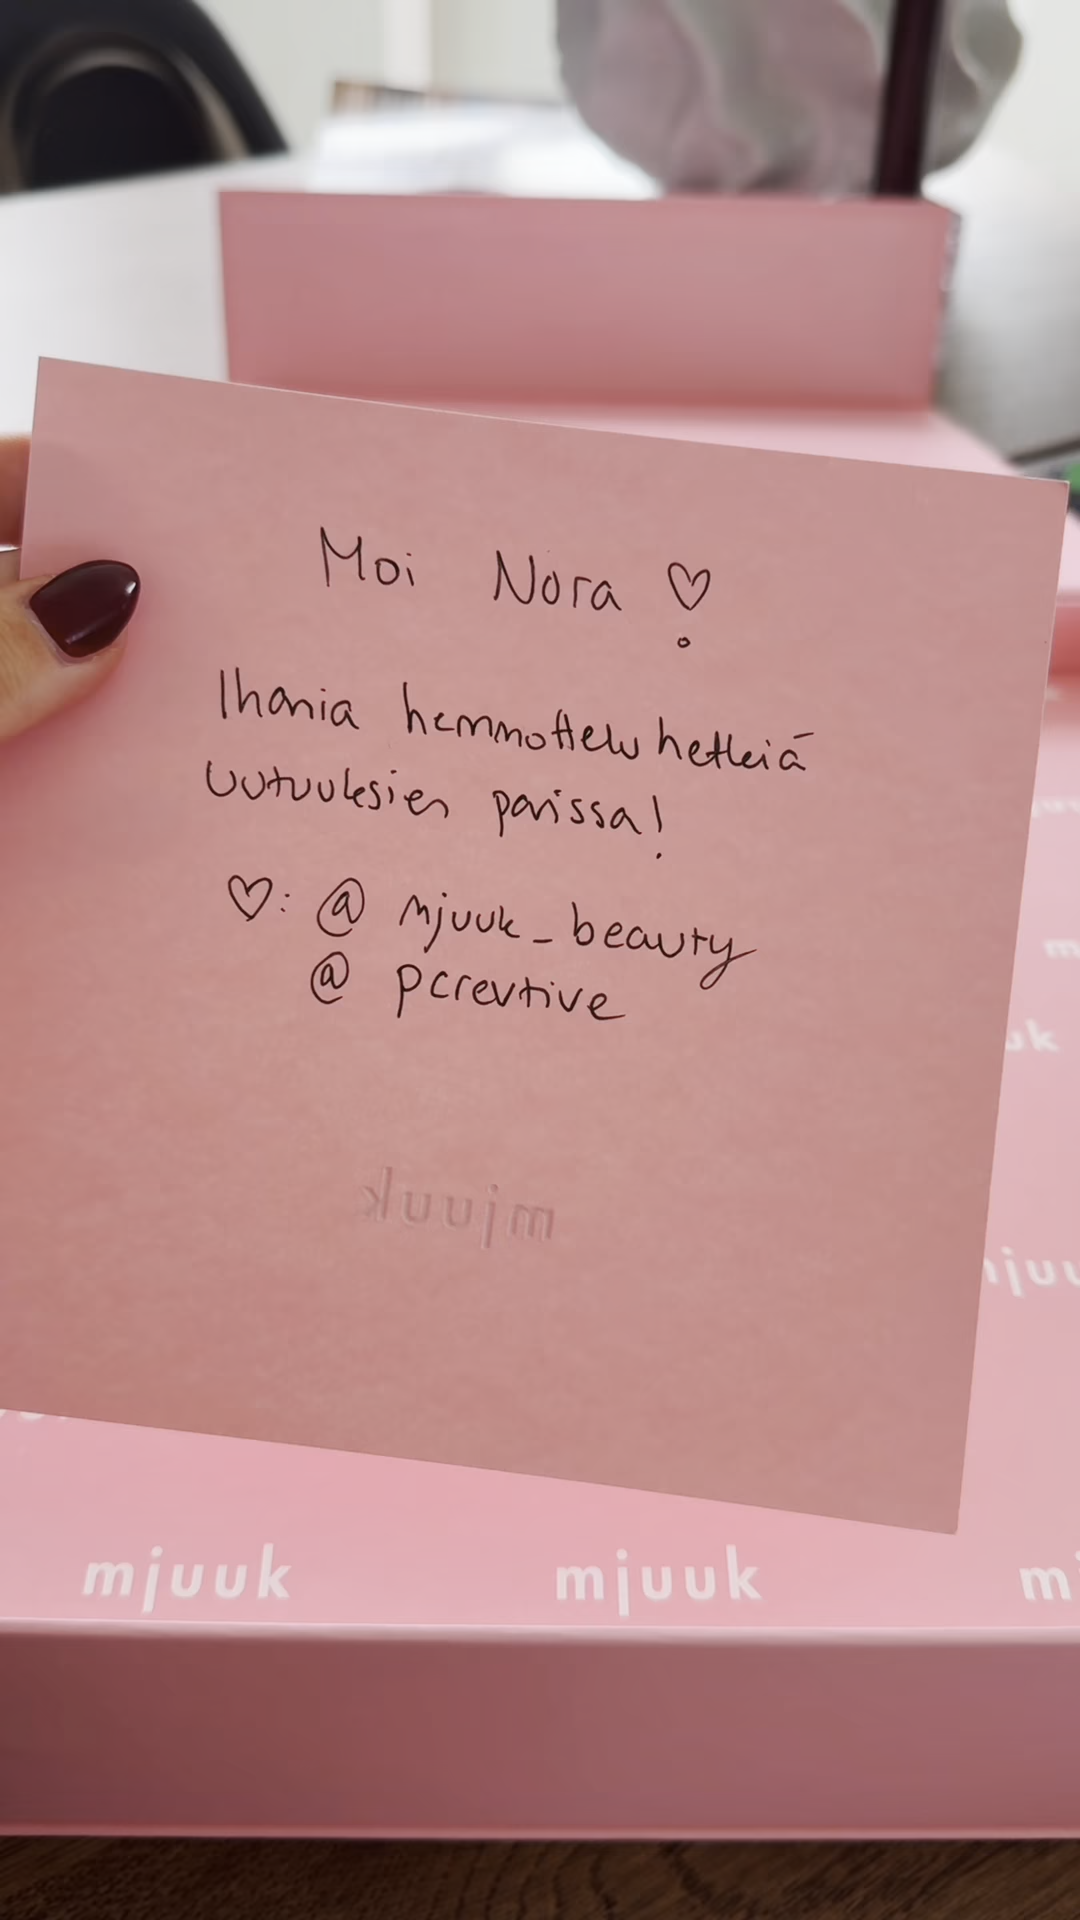 Moi Nora ♡
Ihania hemmotteluhetkiä
uutuuksien parissa!
♡: @mjuuk_beauty
@pcreative
mjuuk
mjuuk
mjuuk